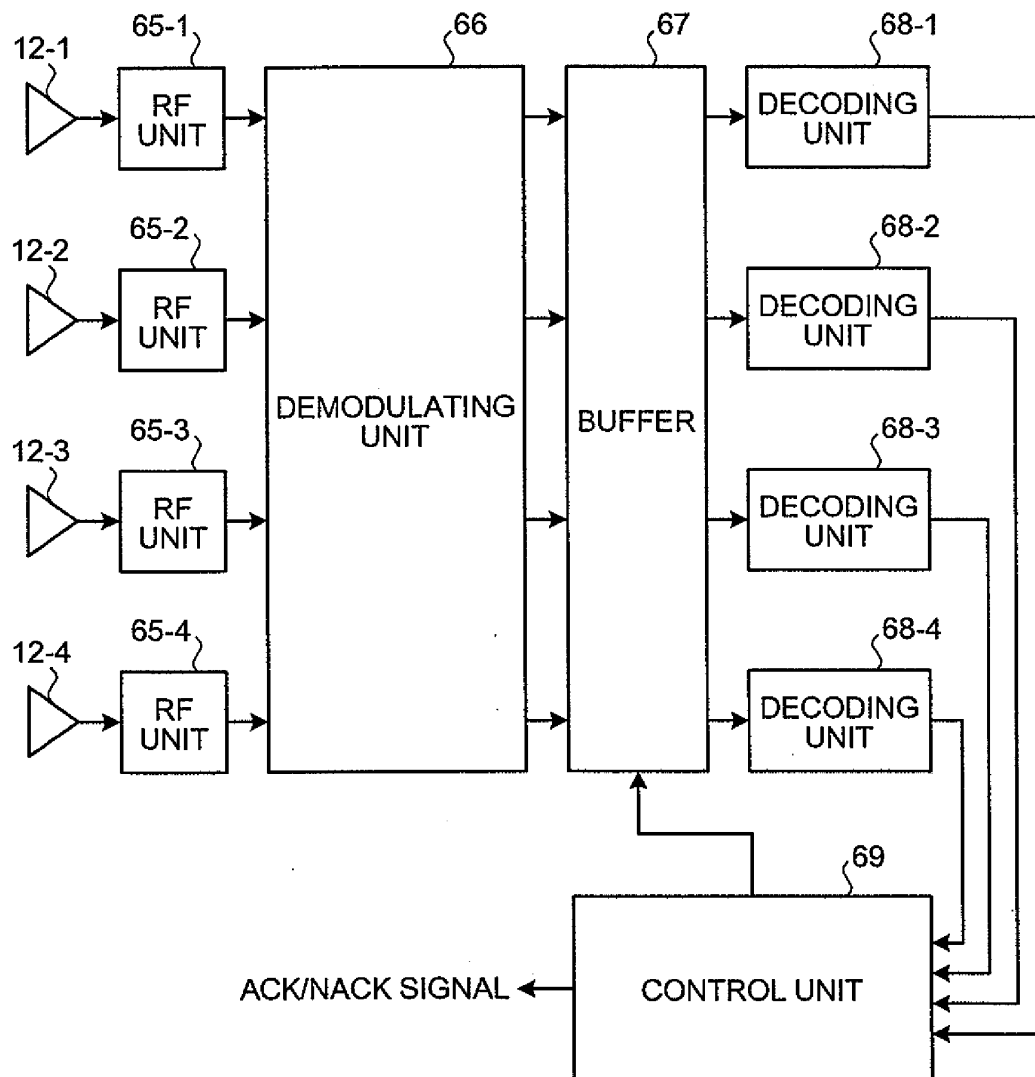 65-1
66
67
68-1
12-1
RF
UNIT
DECODING
UNIT
65-2
68-2
12-2
RF
UNIT
DECODING
UNIT
DEMODULATING
UNIT
BUFFER
65-3
68-3
12-3
RF
UNIT
DECODING
UNIT
65-4
68-4
12-4
RF
UNIT
DECODING
UNIT
69
ACK/NACK SIGNAL
CONTROL UNIT